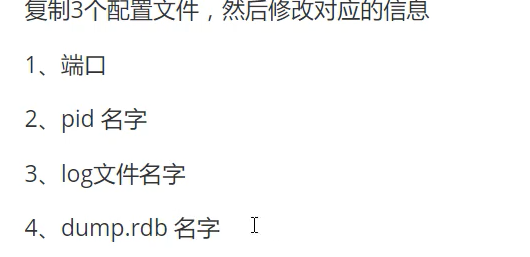 复制3个配置文件，然后修改对应的信息
1、端口
2、pid 名字
3、log文件名字
4、dump.rdb 名字